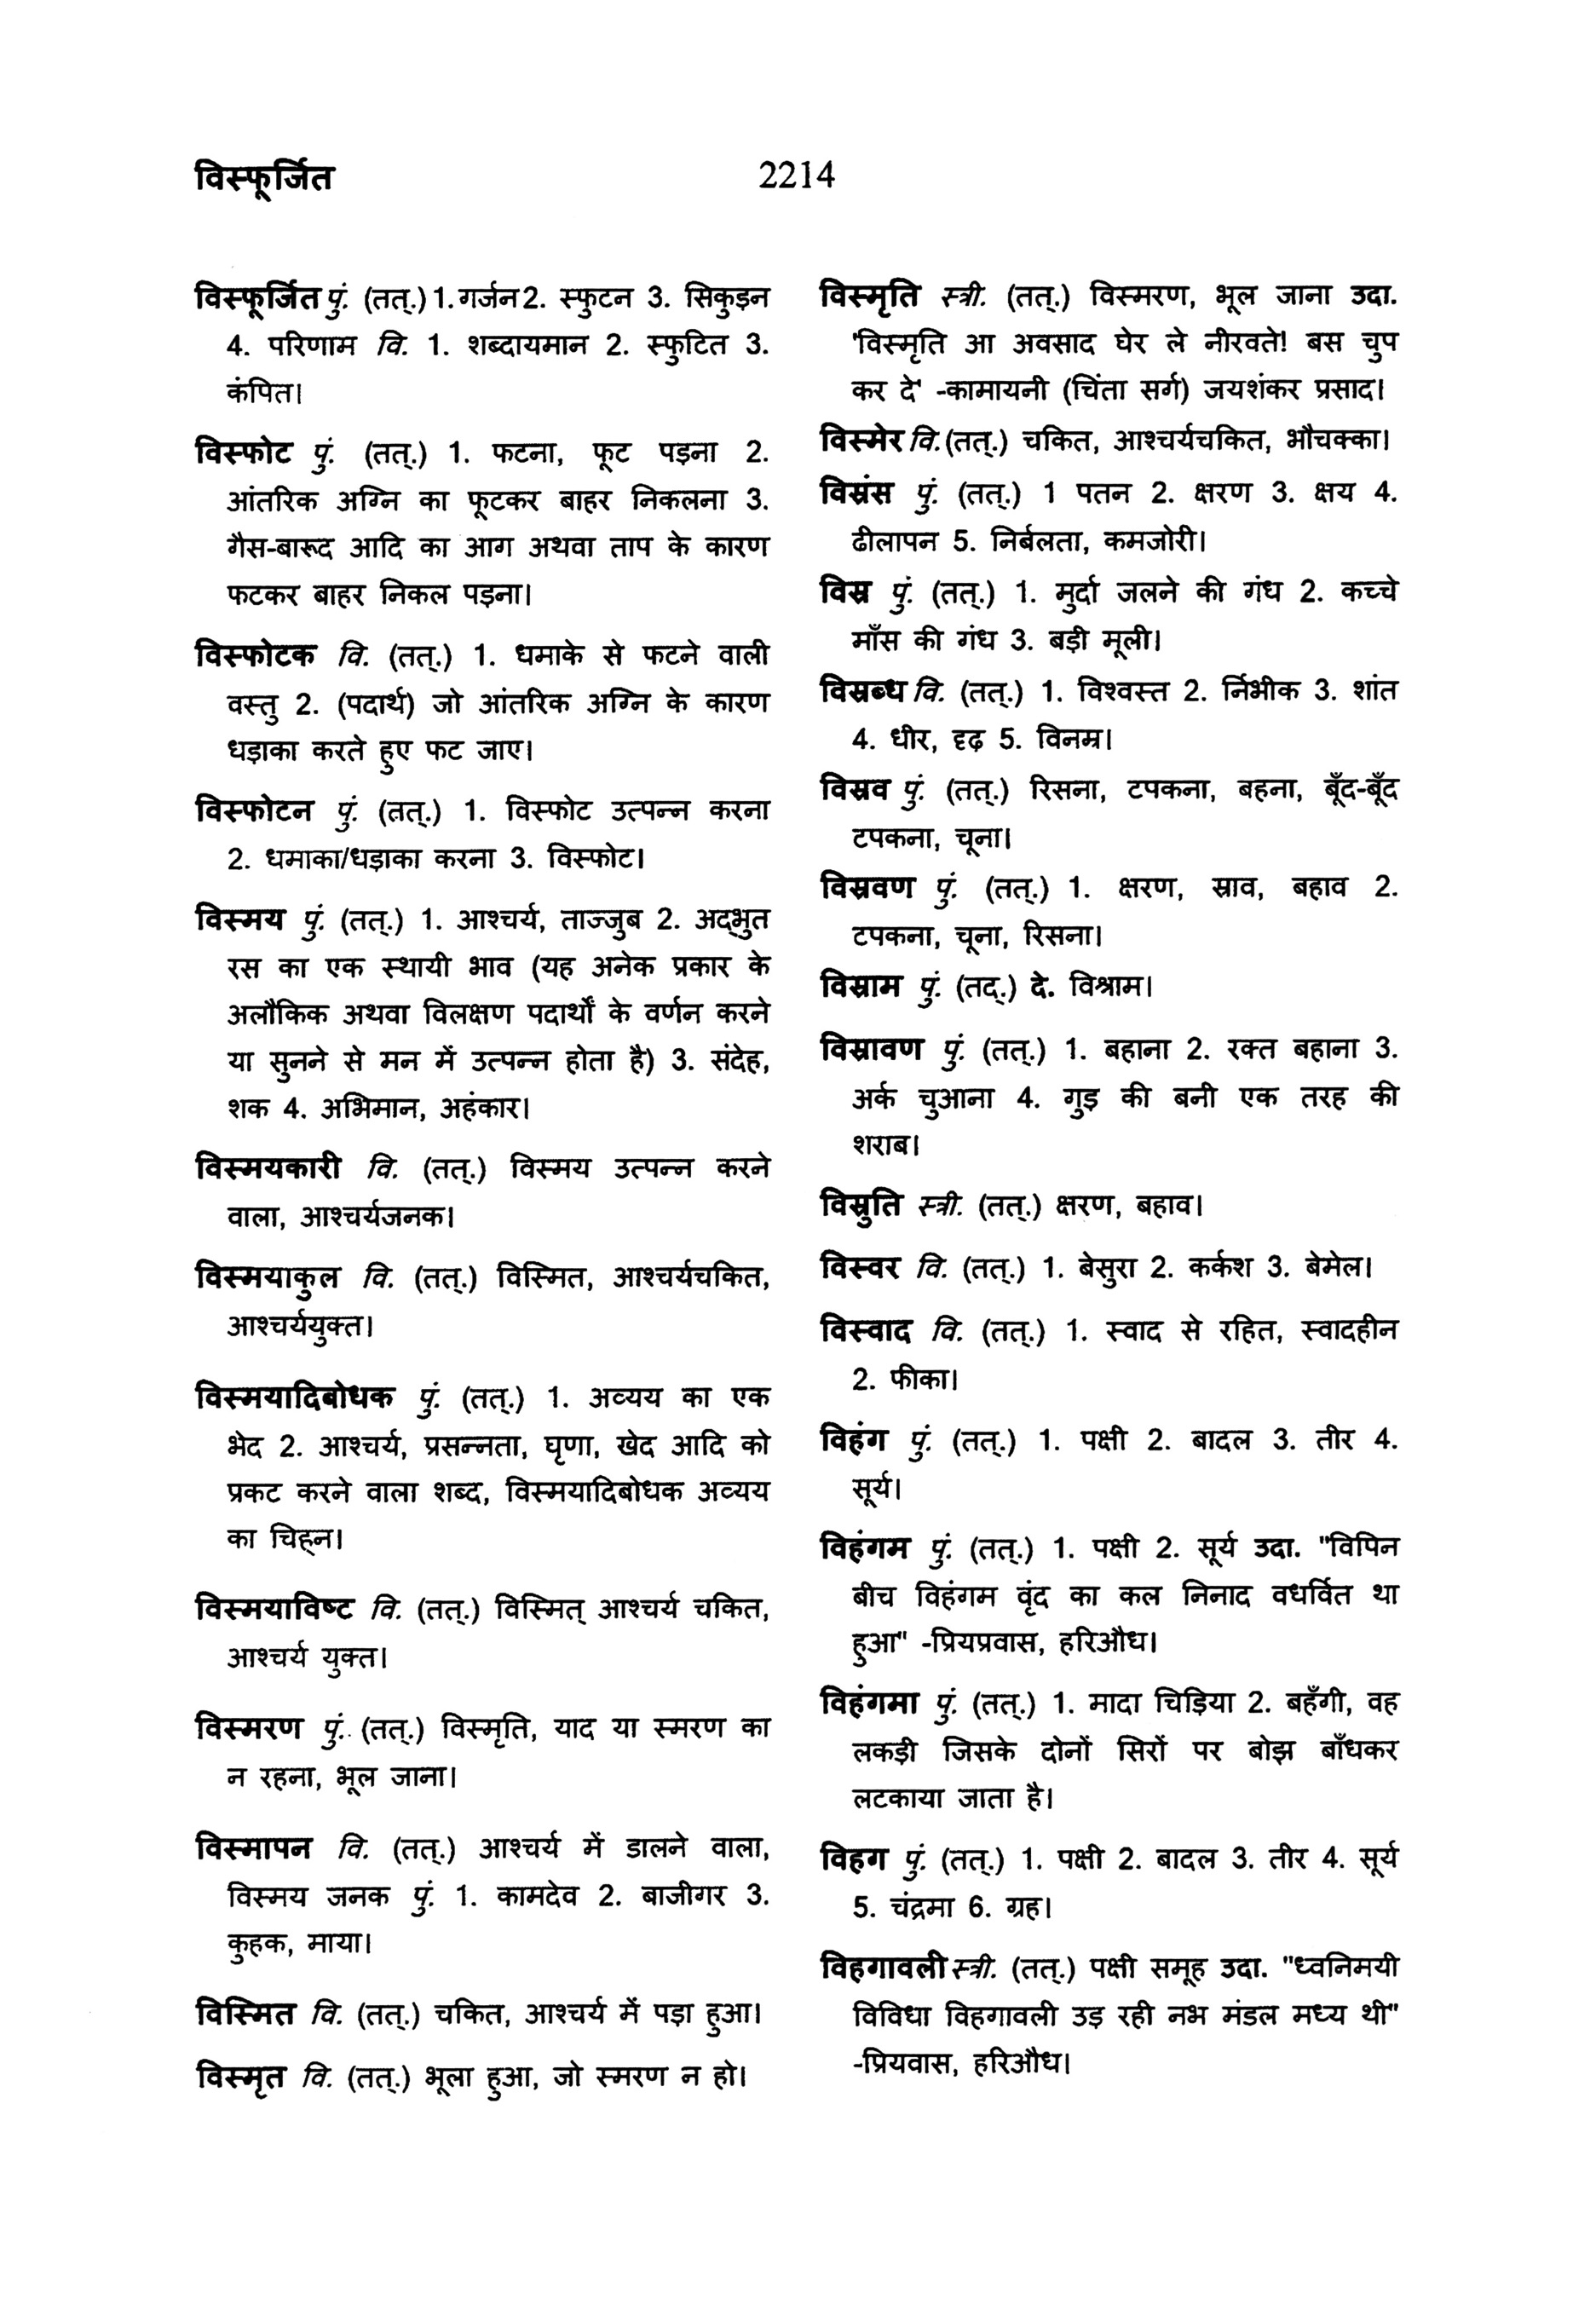 विस्फूर्जित
2214
विस्फूर्जित पुं. (तत्.) 1. गर्जन 2. स्फुटन 3. सिकुड़न
4. परिणाम वि. 1. शब्दायमान 2. स्फुटित 3.
कंपित।
विस्फोट पुं. (तत्.) 1. फटना, फूट पड़ना 2.
आंतरिक अग्नि का फूटकर बाहर निकलना 3.
गैस-बारूद आदि का आग अथवा ताप के कारण
फटकर बाहर निकल पड़ना।
विस्फोटक वि. (तत्.) 1. धमाके से फटने वाली
वस्तु 2. (पदार्थ) जो आंतरिक अग्नि के कारण
धड़ाका करते हुए फट जाए।
विस्फोटन पुं. (तत्.) 1. विस्फोट उत्पन्न करना
2. धमाका/धड़ाका करना 3. विस्फोट।
विस्मय पुं. (तत्.) 1. आश्चर्य, ताज्जुब 2. अद्भुत
रस का एक स्थायी भाव (यह अनेक प्रकार के
अलौकिक अथवा विलक्षण पदार्थों के वर्णन करने
या सुनने से मन में उत्पन्न होता है) 3. संदेह,
शक 4. अभिमान, अहंकार।
विस्मयकारी वि. (तत्.) विस्मय उत्पन्न करने
वाला, आश्चर्यजनक।
विस्मयाकुल वि. (तत्.) विस्मित, आश्चर्यचकित,
आश्चर्ययुक्त।
विस्मयादिबोधक पुं. (तत्.) 1. अव्यय का एक
भेद 2. आश्चर्य, प्रसन्नता, घृणा, खेद आदि को
प्रकट करने वाला शब्द, विस्मयादिबोधक अव्यय
का चिह्न।
विस्मयाविष्ट वि. (तत्.) विस्मित् आश्चर्य चकित,
आश्चर्य युक्त।
विस्मरण पुं. (तत्.) विस्मृति, याद या स्मरण का
न रहना, भूल जाना।
विस्मापन वि. (तत्.) आश्चर्य में डालने वाला,
विस्मय जनक पुं. 1. कामदेव 2. बाजीगर 3.
कुहक, माया।
विस्मित वि. (तत्.) चकित, आश्चर्य में पड़ा हुआ।
विस्मृत वि. (तत्.) भूला हुआ, जो स्मरण न हो।
विस्मृति स्त्री. (तत्.) विस्मरण, भूल जाना उदा.
'विस्मृति आ अवसाद घेर ले नीरवते! बस चुप
कर दे' -कामायनी (चिंता सर्ग) जयशंकर प्रसाद।
विस्मेर वि. (तत्.) चकित, आश्चर्यचकित, भौचक्का।
विस्रंस पुं. (तत्.) 1 पतन 2. क्षरण 3. क्षय 4.
ढीलापन 5. निर्बलता, कमजोरी।
विस्र पुं. (तत्.) 1. मुर्दा जलने की गंध 2. कच्चे
माँस की गंध 3. बड़ी मूली।
विस्रब्ध वि. (तत्.) 1. विश्वस्त 2. र्निभीक 3. शांत
4. धीर, दृढ़ 5. विनम्र।
विस्रव पुं. (तत्.) रिसना, टपकना, बहना, बूँद-बूँद
टपकना, चूना।
विस्रवण पुं. (तत्.) 1. क्षरण, स्राव, बहाव 2.
टपकना, चूना, रिसना।
विस्राम पुं. (तद्.) दे. विश्राम।
विस्रावण पुं. (तत्.) 1. बहाना 2. रक्त बहाना 3.
अर्क चुआना 4. गुड़ की बनी एक तरह की
शराब।
विस्रुति स्त्री. (तत्.) क्षरण, बहाव।
विस्वर वि. (तत्.) 1. बेसुरा 2. कर्कश 3. बेमेल।
विस्वाद वि. (तत्.) 1. स्वाद से रहित, स्वादहीन
2. फीका।
विहंग पुं. (तत्.) 1. पक्षी 2. बादल 3. तीर 4.
सूर्य।
विहंगम पुं. (तत्.) 1. पक्षी 2. सूर्य उदा. "विपिन
बीच विहंगम वृंद का कल निनाद वधर्वित था
हुआ" -प्रियप्रवास, हरिऔध।
विहंगमा पुं. (तत्.) 1. मादा चिड़िया 2. बहँगी, वह
लकड़ी जिसके दोनों सिरों पर बोझ बाँधकर
लटकाया जाता है।
विहग पुं. (तत्.) 1. पक्षी 2. बादल 3. तीर 4. सूर्य
5. चंद्रमा 6. ग्रह।
विहगावली स्त्री. (तत्.) पक्षी समूह उदा. "ध्वनिमयी
विविधा विहगावली उड़ रही नभ मंडल मध्य थी"
-प्रियवास, हरिऔध।